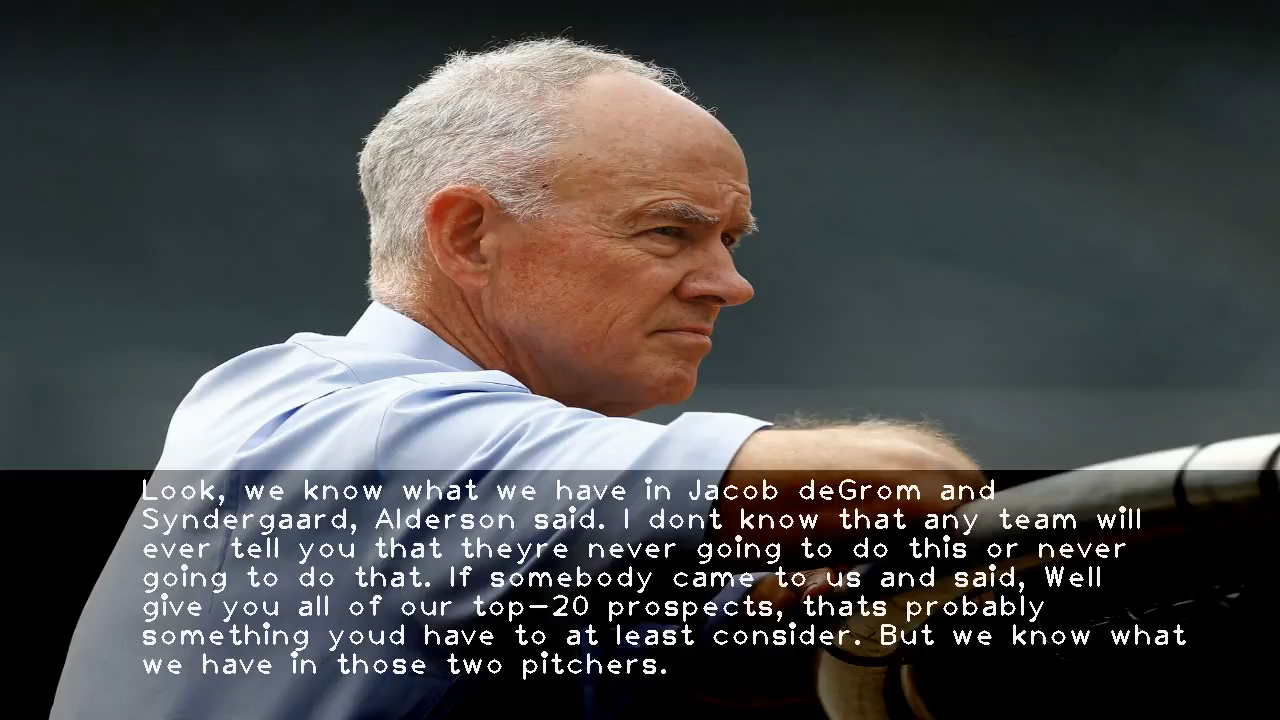 Look, we know what we have in Jacob deGrom and
Syndergaard, Alderson said. I dont know that any team will
ever tell you that theyre never going to do this or never
going to do that. If somebody came to us and said, Well
give you all of our top-20 prospects, thats probably
something youd have to at least consider. But we know what
we have in those two pitchers.